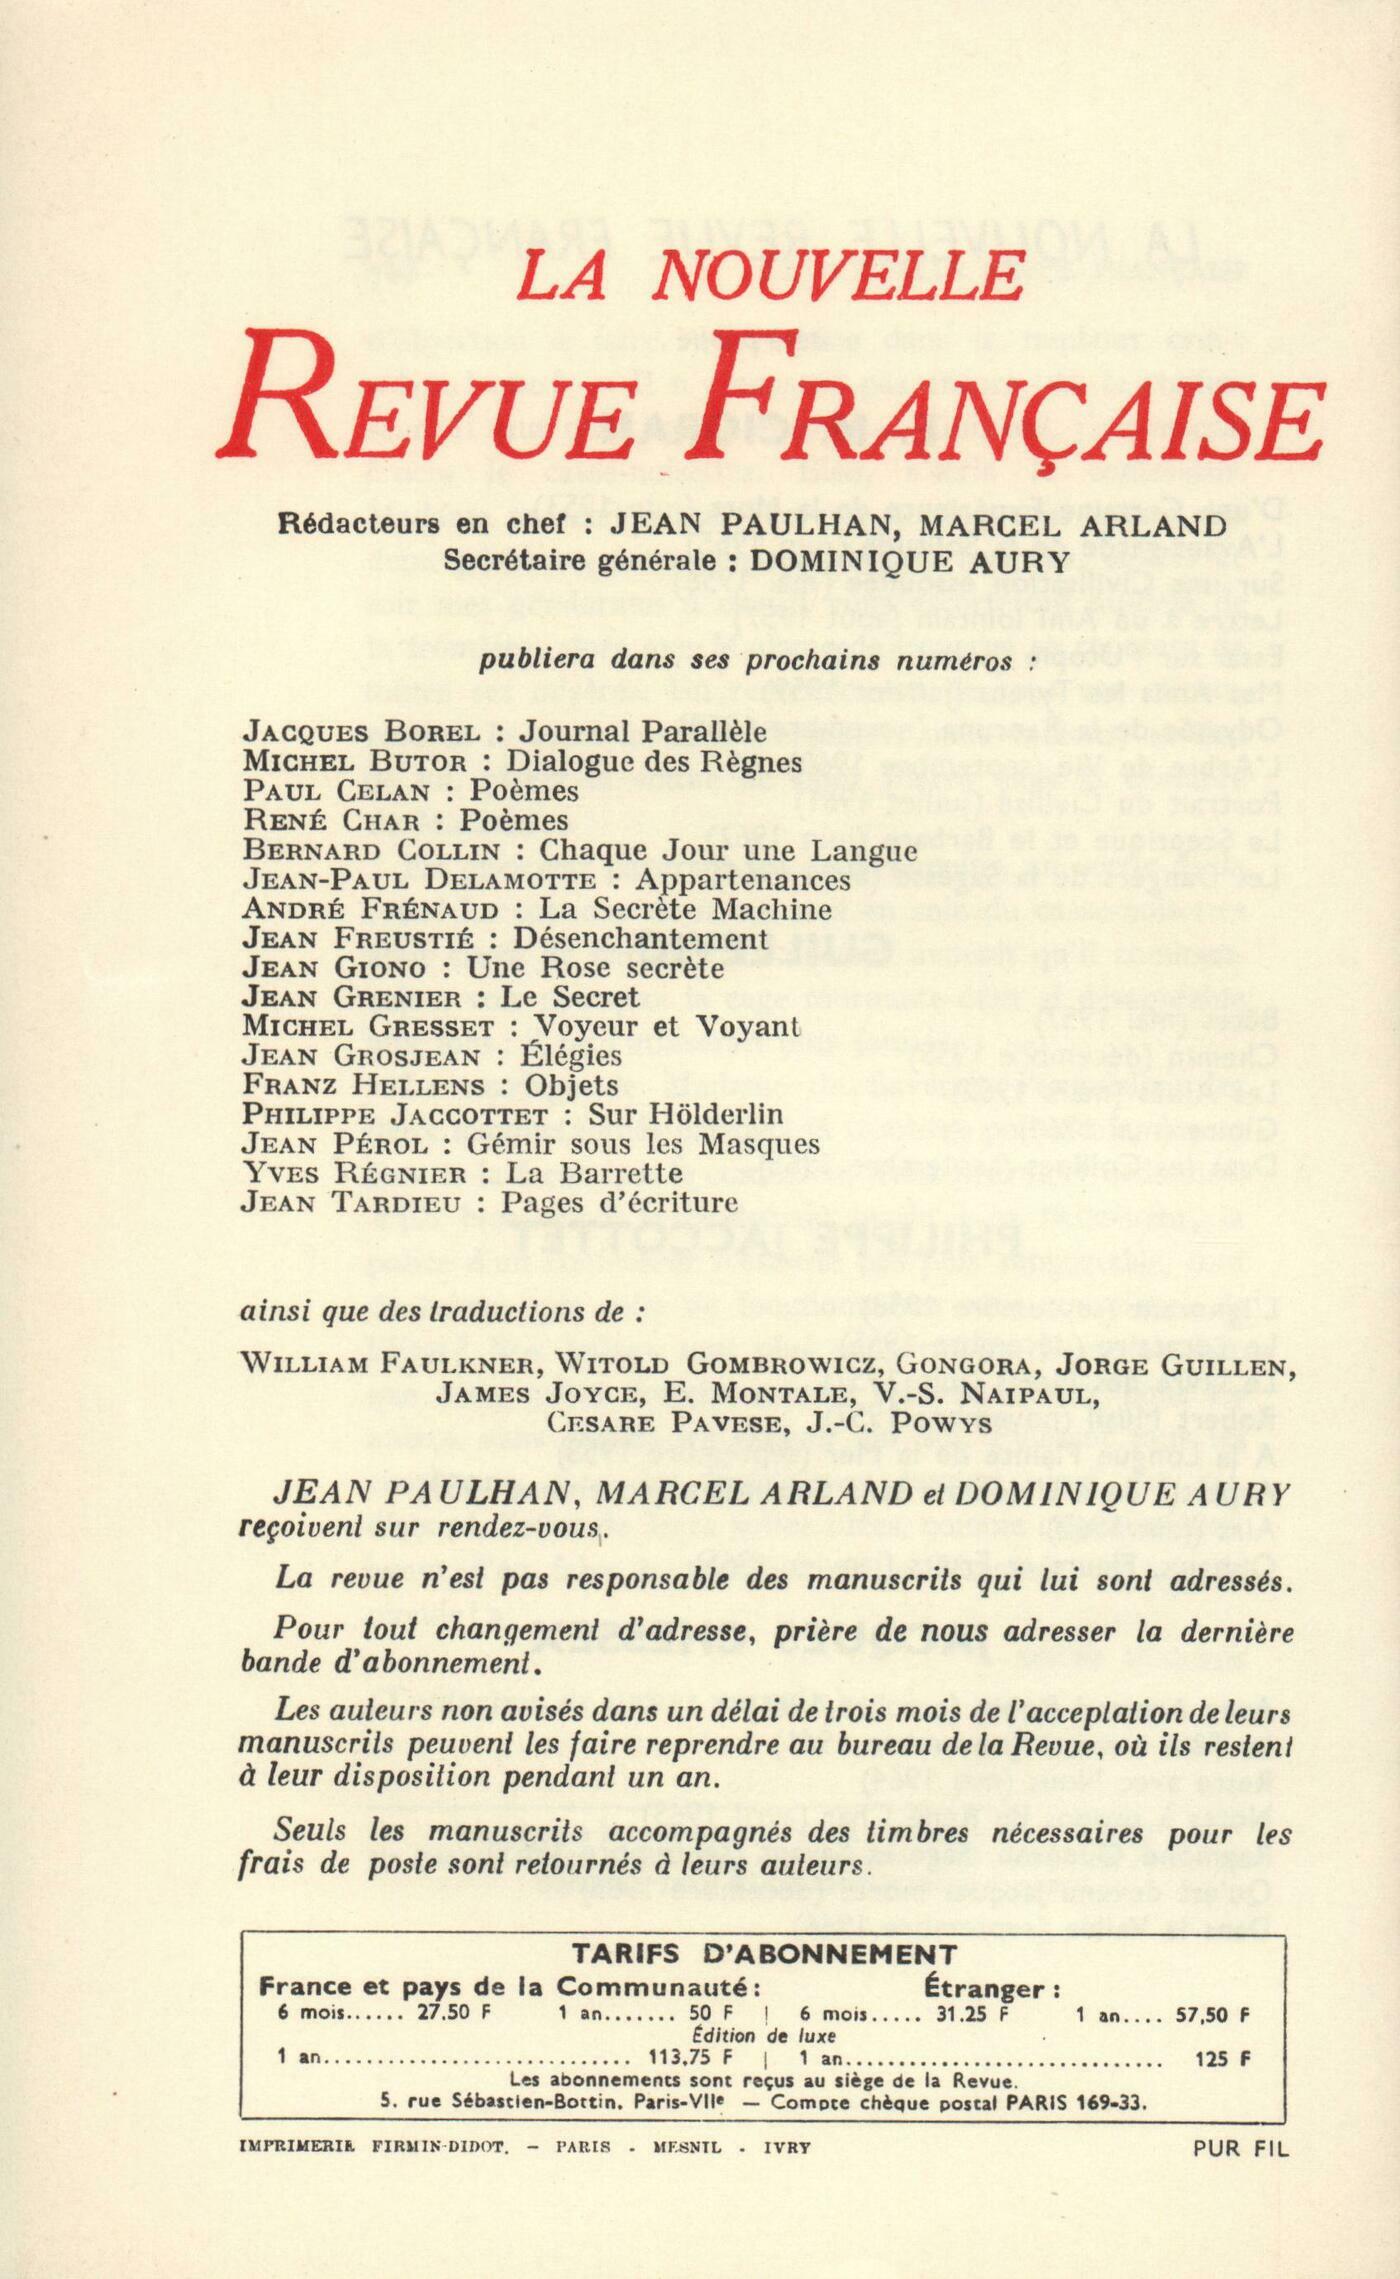 LA NOUVELLE
REVUE FRANÇAISE
Rédacteurs en chef : JEAN PAULHAN, MARCEL ARLAND
Secrétaire générale : DOMINIQUE AURY
publiera dans ses prochains numéros :
JACQUES BOREL : Journal Parallèle
MICHEL BUTOR : Dialogue des Règnes
PAUL CELAN : Poèmes
RENÉ CHAR : Poèmes
BERNARD COLLIN : Chaque Jour une Langue
JEAN-PAUL DELAMOTTE : Appartenances
ANDRÉ FRÉNAUD : La Secrète Machine
JEAN FREUSTIÉ : Désenchantement
JEAN GIONO : Une Rose secrète
JEAN GRENIER : Le Secret
MICHEL GRESSET : Voyeur et Voyant
JEAN GROSJEAN : Élégies
FRANZ HELLENS : Objets
PHILIPPE JACCOTTET : Sur Hölderlin
JEAN PÉROL : Gémir sous les Masques
YVES RÉGNIER : La Barrette
JEAN TARDIEU : Pages d'écriture
ainsi que des traductions de :
WILLIAM FAULKNER, WITOLD GOMBROWICZ, GONGORA, JORGE GUILLEN,
JAMES JOYCE, E. MONTALE, V.-S. NAIPAUL,
CESARE PAVESE, J.-C. POWYS
JEAN PAULHAN, MARCEL ARLAND et DOMINIQUE AURY
reçoivent sur rendez-vous.
La revue n'est pas responsable des manuscrits qui lui sont adressés.
Pour tout changement d'adresse, prière de nous adresser la dernière
bande d'abonnement.
Les auteurs non avisés dans un délai de trois mois de l'acceptation de leurs
manuscrits peuvent les faire reprendre au bureau de la Revue, où ils restent
à leur disposition pendant un an.
Seuls les manuscrits accompagnés des timbres nécessaires pour les
frais de poste sont retournés à leurs auteurs.
TARIFS D'ABONNEMENT
France et pays de la Communauté : Étranger :
6 mois...... 27.50 F 1 an....... 50 F | 6 mois..... 31.25 F 1 an.... 57,50 F
Édition de luxe
1 an............................ 113,75 F | 1 an............................. 125 F
Les abonnements sont reçus au siège de la Revue.
5. rue Sébastien-Bottin. Paris-VIIe — Compte chèque postal PARIS 169-33.
IMPRIMERIE FIRMIN-DIDOT. - PARIS - MESNIL - IVRY PUR FIL